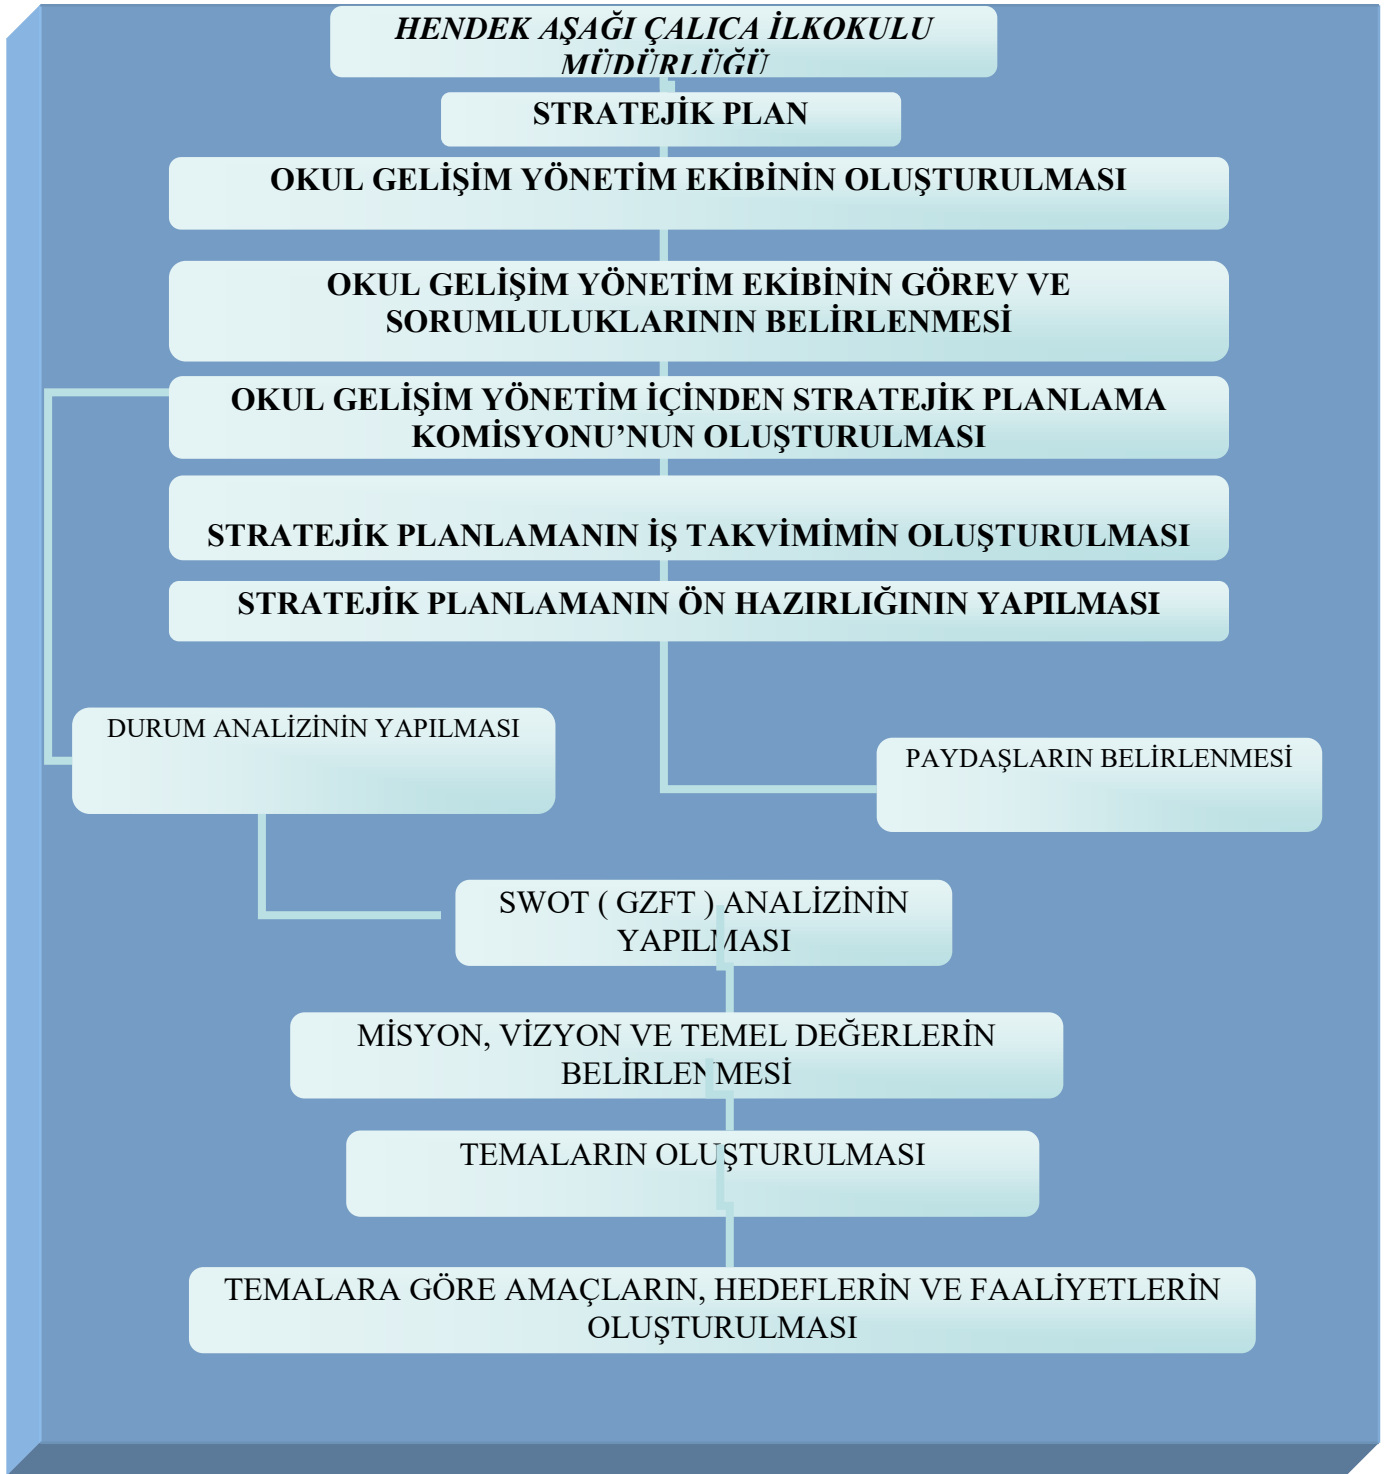 HENDEK AŞAĞI ÇALICA İLKOKULU
MÜDÜRLÜĞÜ
STRATEJİK PLAN
OKUL GELİŞİM YÖNETİM EKİBİNİN OLUŞTURULMASI
OKUL GELİŞİM YÖNETİM EKİBİNİN GÖREV VE
SORUMLULUKLARININ BELİRLENMESİ
OKUL GELİŞİM YÖNETİM İÇİNDEN STRATEJİK PLANLAMA
KOMİSYONU’NUN OLUŞTURULMASI
STRATEJİK PLANLAMANIN İŞ TAKVİMİMİN OLUŞTURULMASI
STRATEJİK PLANLAMANIN ÖN HAZIRLIĞININ YAPILMASI
DURUM ANALİZİNİN YAPILMASI
PAYDAŞLARIN BELİRLENMESİ
SWOT ( GZFT ) ANALİZİNİN
YAPILMASI
MİSYON, VİZYON VE TEMEL DEĞERLERİN
BELİRLENMESİ
TEMALARIN OLUŞTURULMASI
TEMALARA GÖRE AMAÇLARIN, HEDEFLERİN VE FAALİYETLERİN
OLUŞTURULMASI